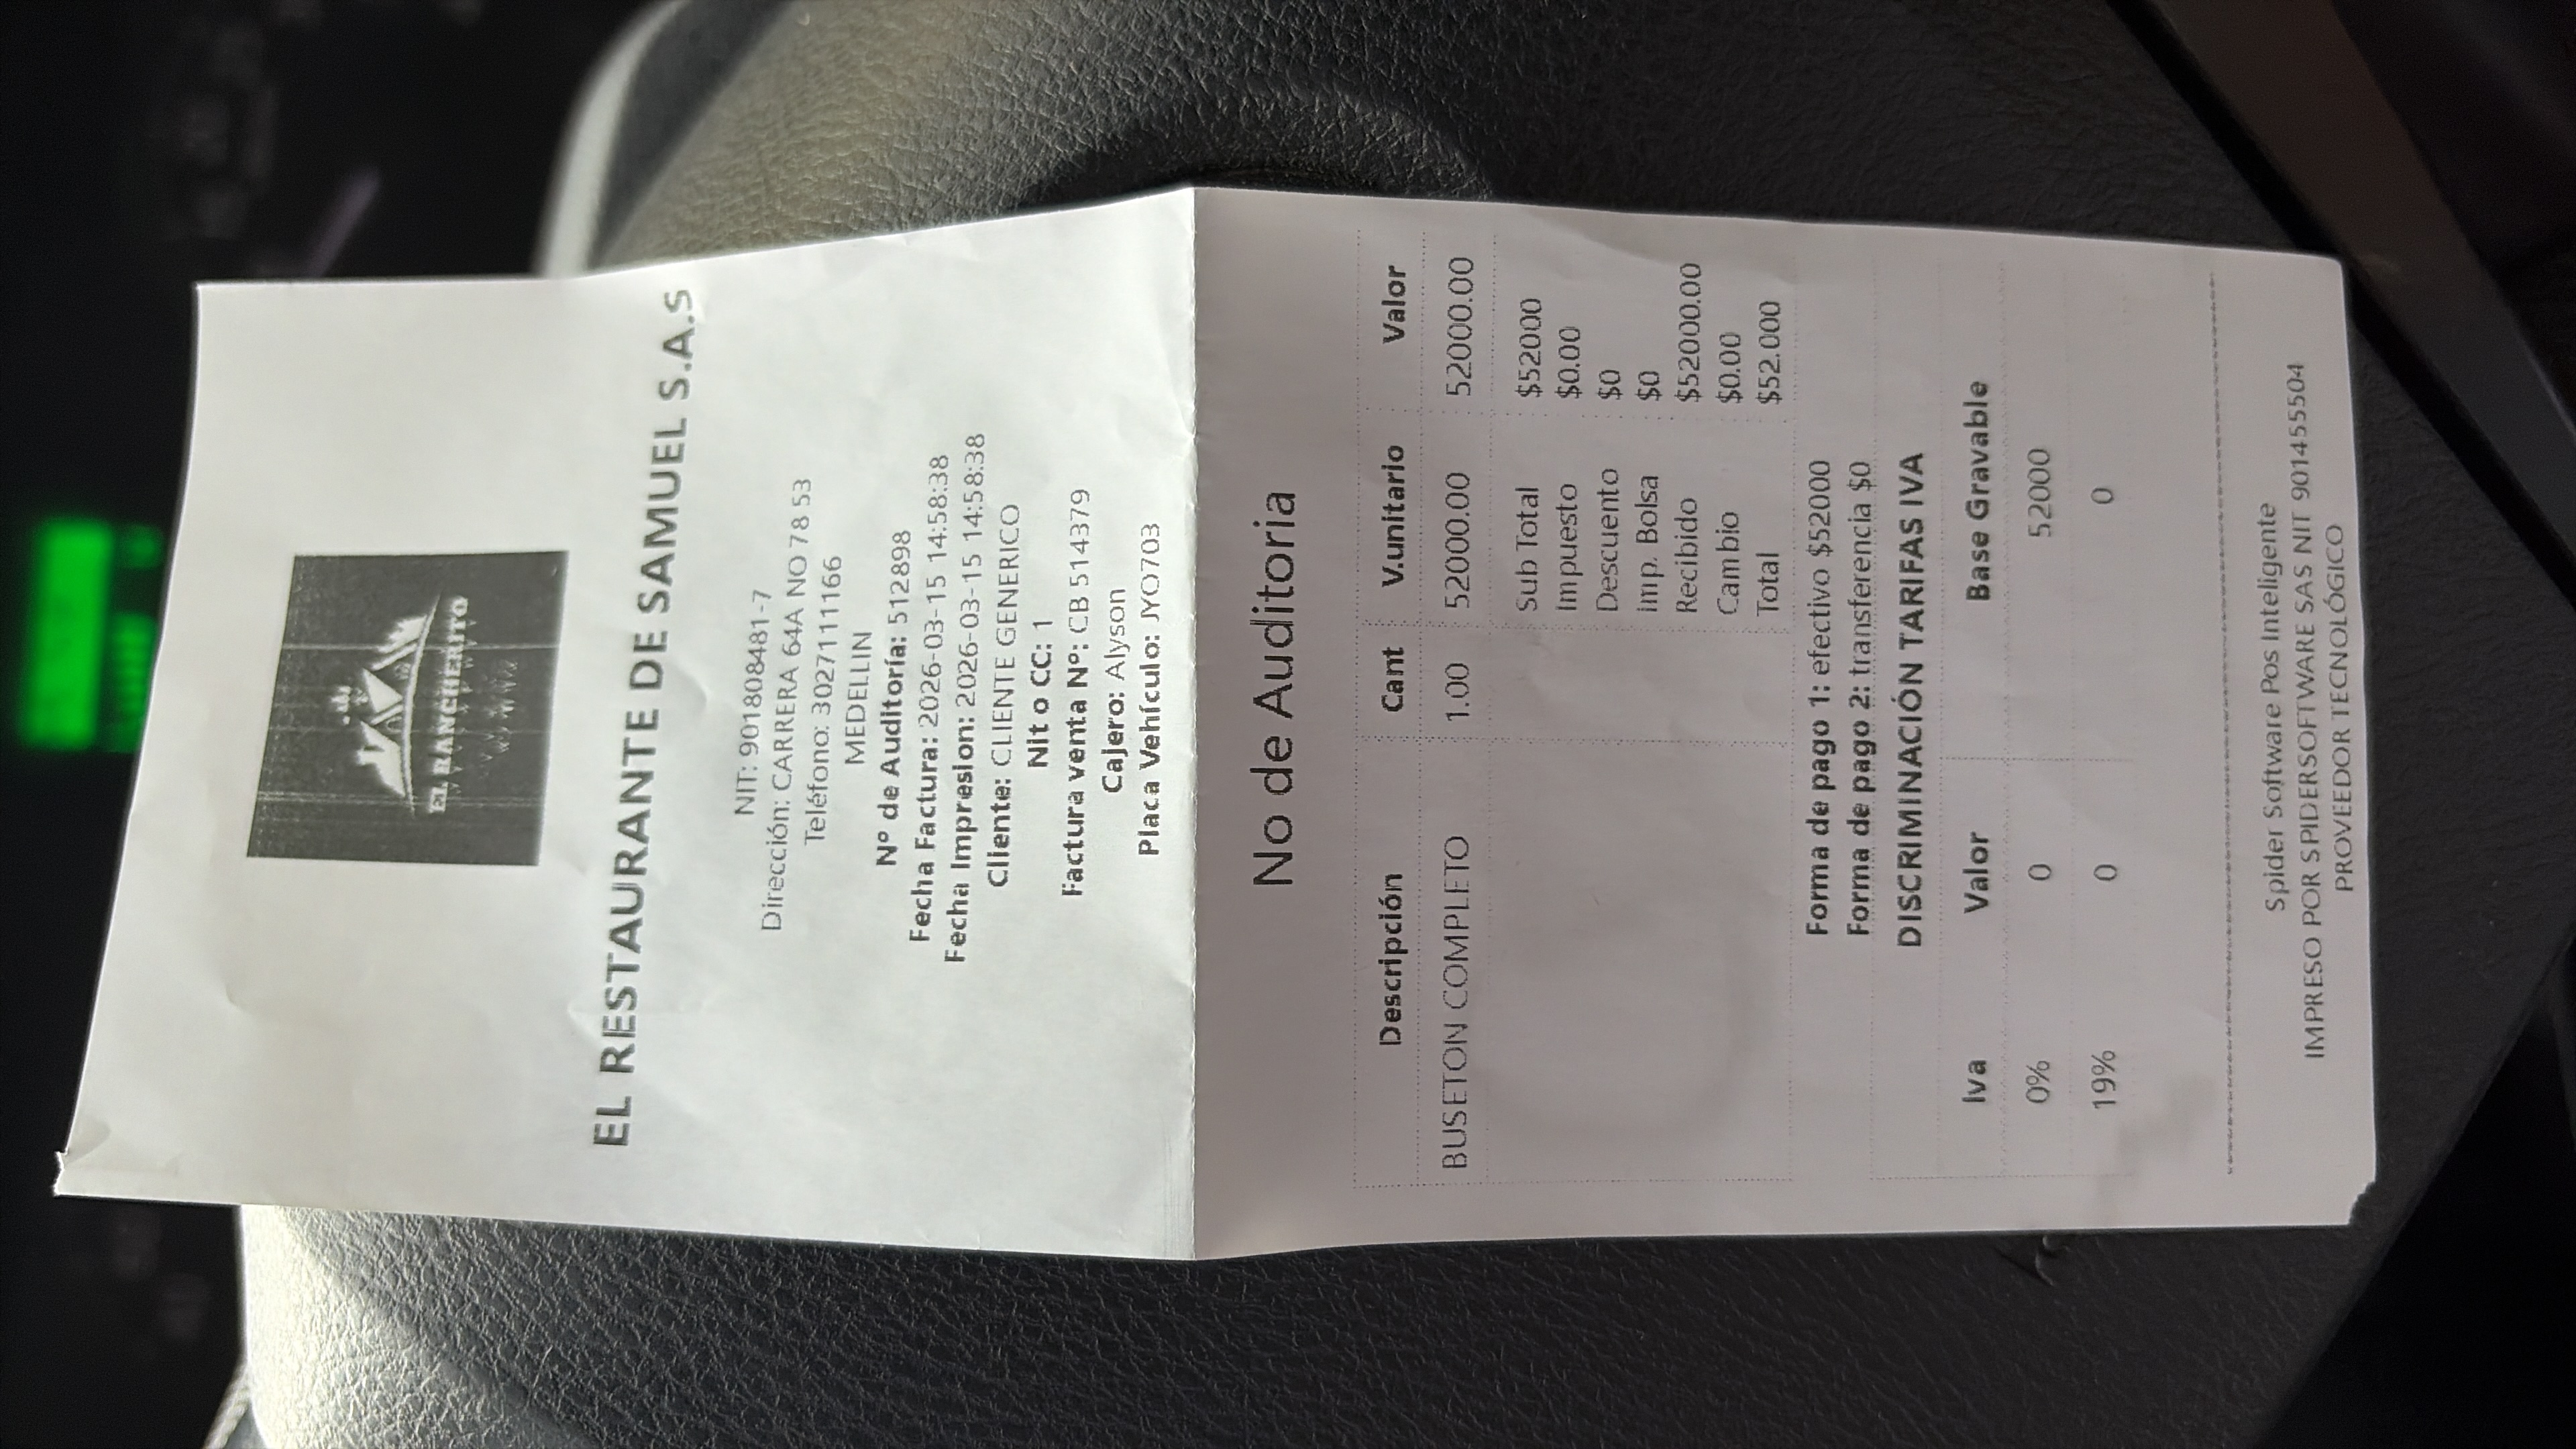 EL RANCHERITO
EL RESTAURANTE DE SAMUEL S.A.S
NIT: 901808481-7
Dirección: CARRERA 64A NO 78 53
Teléfono: 3027111166
MEDELLIN
N° de Auditoría: 512898
Fecha Factura: 2026-03-15 14:58:38
Fecha Impresion: 2026-03-15 14:58:38
Cliente: CLIENTE GENERICO
Nit o CC: 1
Factura venta N°: CB 514379
Cajero: Alyson
Placa Vehículo: JYO703
No de Auditoria
Descripción Cant V.unitario Valor
BUSETON COMPLETO 1.00 52000.00 52000.00
Sub Total $52000
Impuesto $0.00
Descuento $0
imp. Bolsa $0
Recibido $52000.00
Cambio $0.00
Total $52.000
Forma de pago 1: efectivo $52000
Forma de pago 2: transferencia $0
DISCRIMINACIÓN TARIFAS IVA
Iva Valor Base Gravable
0% 0 52000
19% 0 0
Spider Software Pos Inteligente
IMPRESO POR SPIDERSOFTWARE SAS NIT 901455504
PROVEEDOR TECNOLÓGICO